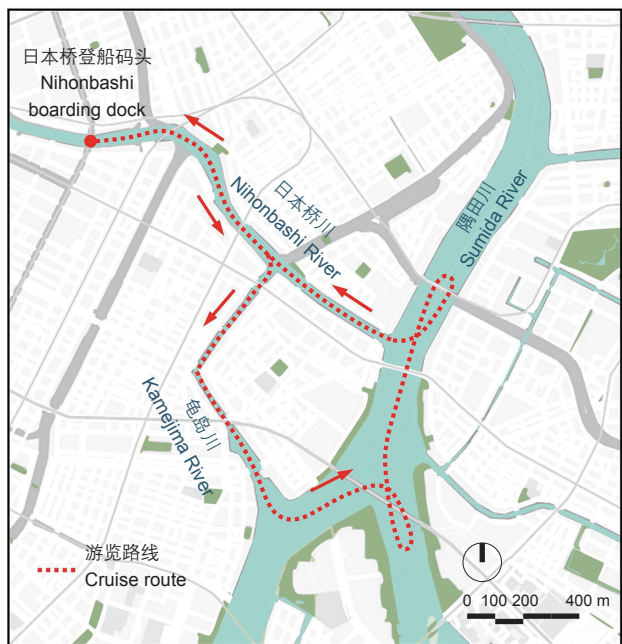 日本桥登船码头
Nihonbashi
boarding dock
日本桥川
Nihonbashi River
隅田川
Sumida River
龟岛川
Kamejima River
游览路线
Cruise route
0 100 200 400 m